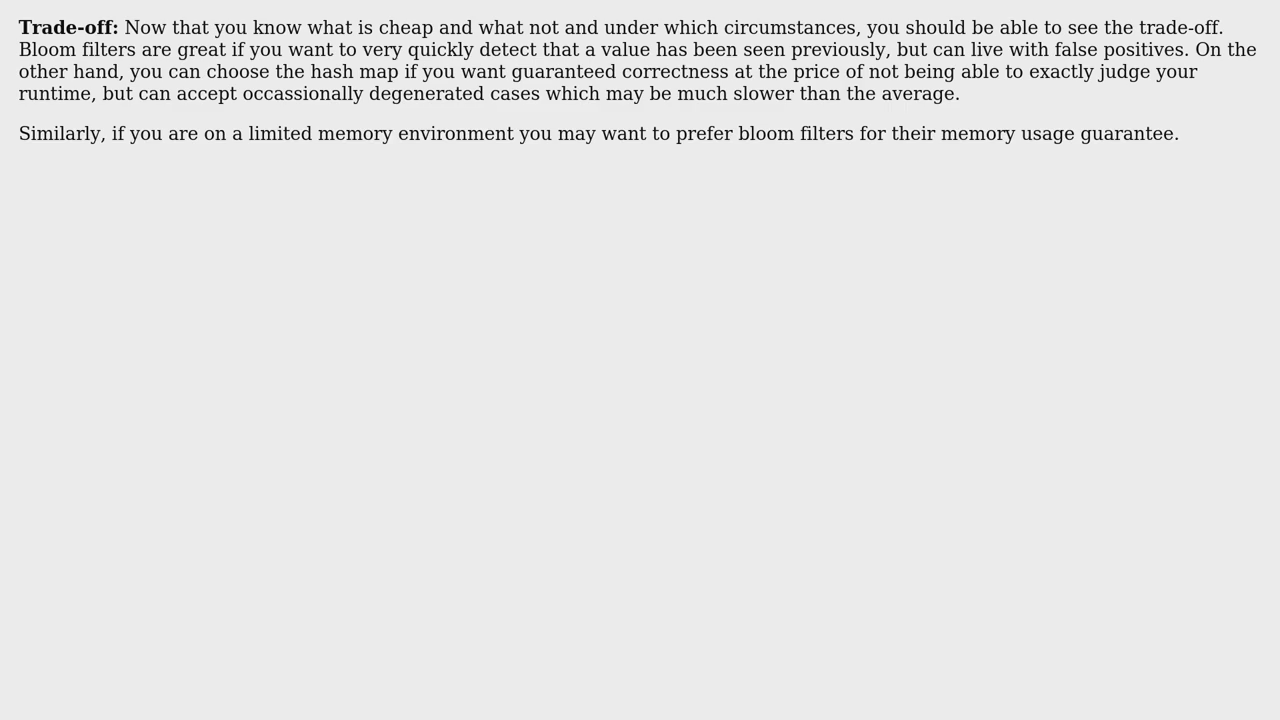 Trade-off: Now that you know what is cheap and what not and under which circumstances, you should be able to see the trade-off.
Bloom filters are great if you want to very quickly detect that a value has been seen previously, but can live with false positives. On the
other hand, you can choose the hash map if you want guaranteed correctness at the price of not being able to exactly judge your
runtime, but can accept occassionally degenerated cases which may be much slower than the average.
Similarly, if you are on a limited memory environment you may want to prefer bloom filters for their memory usage guarantee.